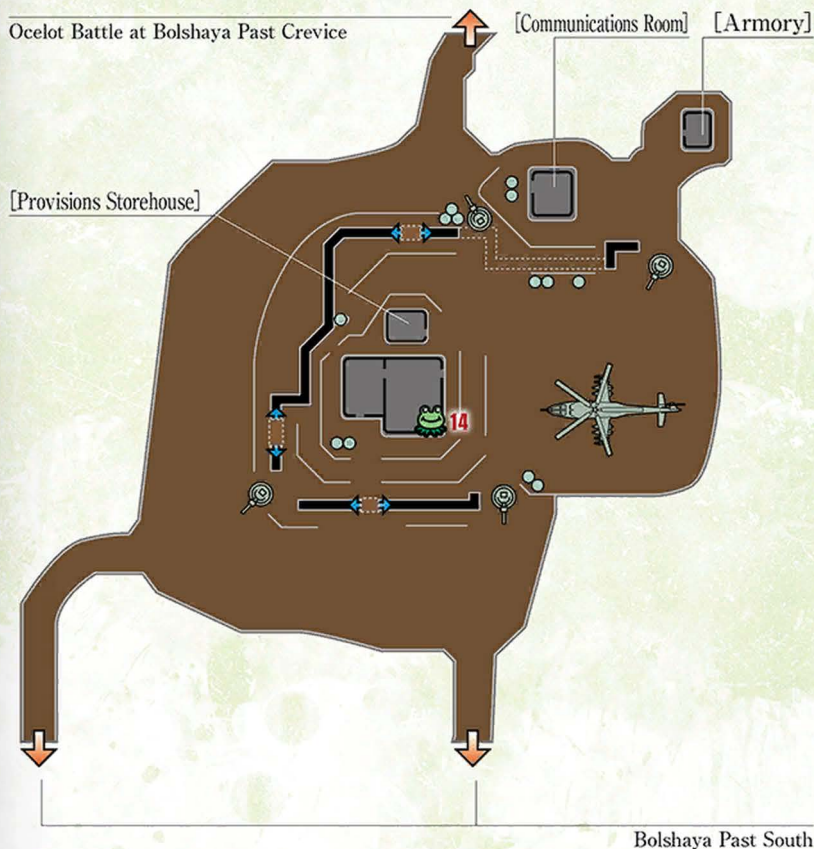 Ocelot Battle at Bolshaya Past Crevice
[Communications Room]
[Armory]
[Provisions Storehouse]
14
Bolshaya Past South